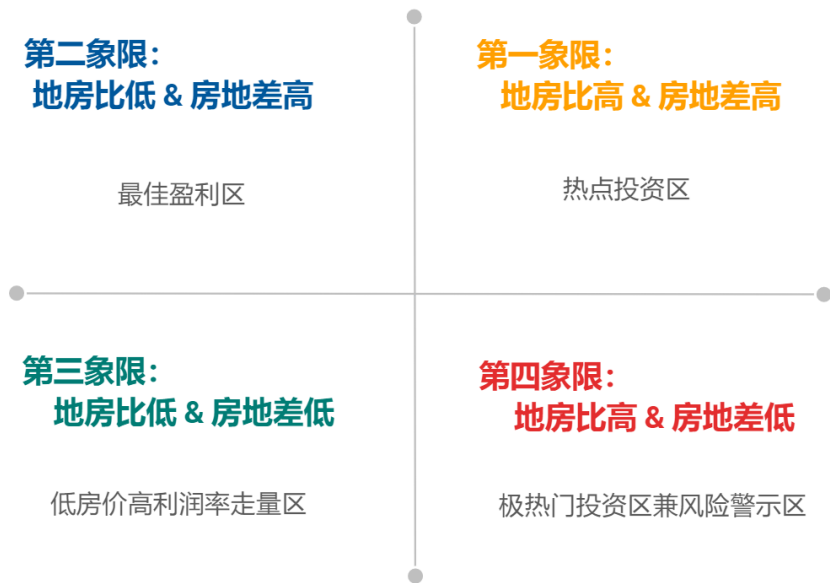 第二象限：
地房比低 & 房地差高
最佳盈利区
第一象限：
地房比高 & 房地差高
热点投资区
第三象限：
地房比低 & 房地差低
低房价高利润率走量区
第四象限：
地房比高 & 房地差低
极热门投资区兼风险警示区